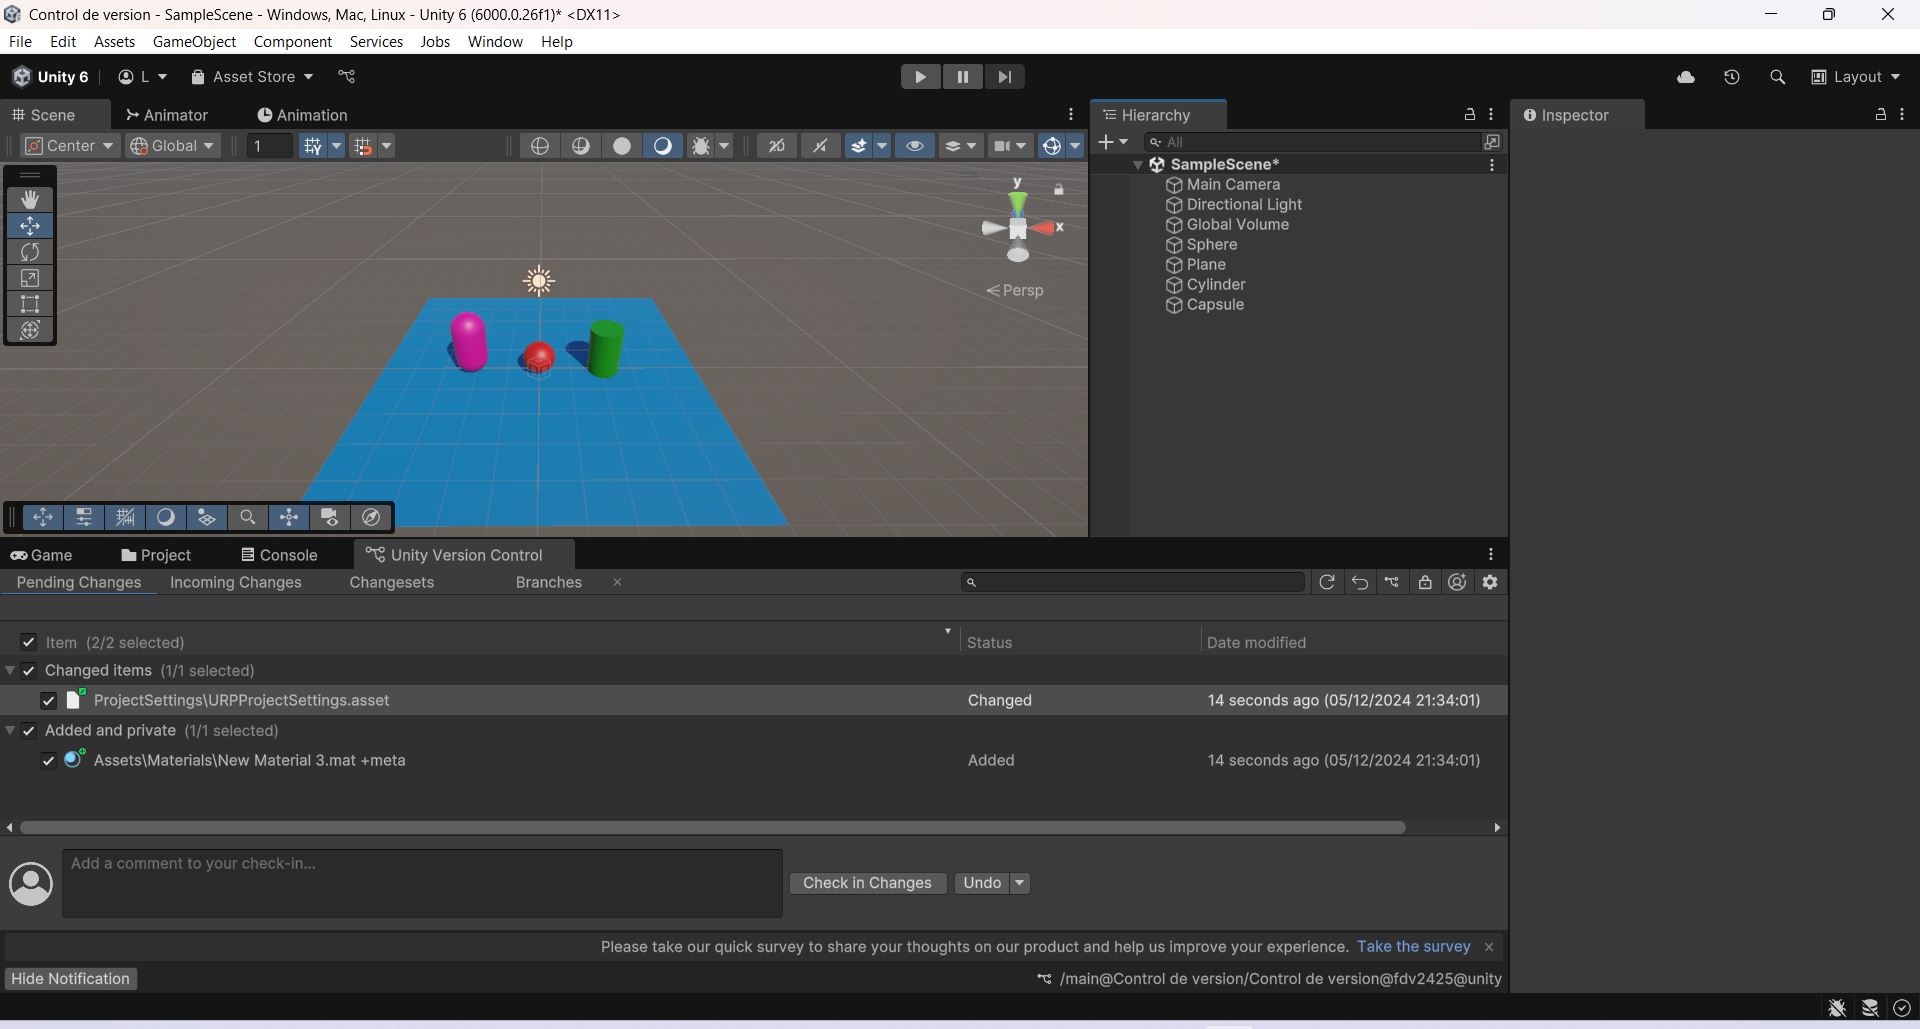 Control de version - SampleScene - Windows, Mac, Linux - Unity 6 (6000.0.26f1)* <DX11>
File Edit Assets GameObject Component Services Jobs Window Help
Unity 6 L Asset Store Layout
Scene Animator Animation Hierarchy Inspector
Center Global 1 2D All
SampleScene*
Main Camera
Directional Light
Global Volume
Sphere
Plane
Cylinder
Capsule
y
x
Persp
Game Project Console Unity Version Control
Pending Changes Incoming Changes Changesets Branches
Item (2/2 selected) Status Date modified
Changed items (1/1 selected)
ProjectSettings\URPProjectSettings.asset Changed 14 seconds ago (05/12/2024 21:34:01)
Added and private (1/1 selected)
Assets\Materials\New Material 3.mat +meta Added 14 seconds ago (05/12/2024 21:34:01)
Add a comment to your check-in...
Check in Changes Undo
Please take our quick survey to share your thoughts on our product and help us improve your experience. Take the survey
Hide Notification /main@Control de version/Control de version@fdv2425@unity